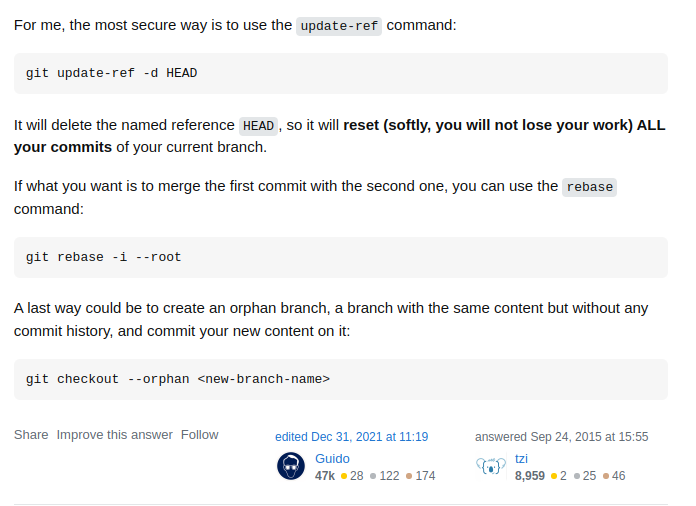 For me, the most secure way is to use the update-ref command:
git update-ref -d HEAD
It will delete the named reference HEAD, so it will reset (softly, you will not lose your work) ALL
your commits of your current branch.
If what you want is to merge the first commit with the second one, you can use the rebase
command:
git rebase -i --root
A last way could be to create an orphan branch, a branch with the same content but without any
commit history, and commit your new content on it:
git checkout --orphan <new-branch-name>
Share Improve this answer Follow
edited Dec 31, 2021 at 11:19
Guido
47k 28 122 174
answered Sep 24, 2015 at 15:55
tzi
8,959 2 25 46